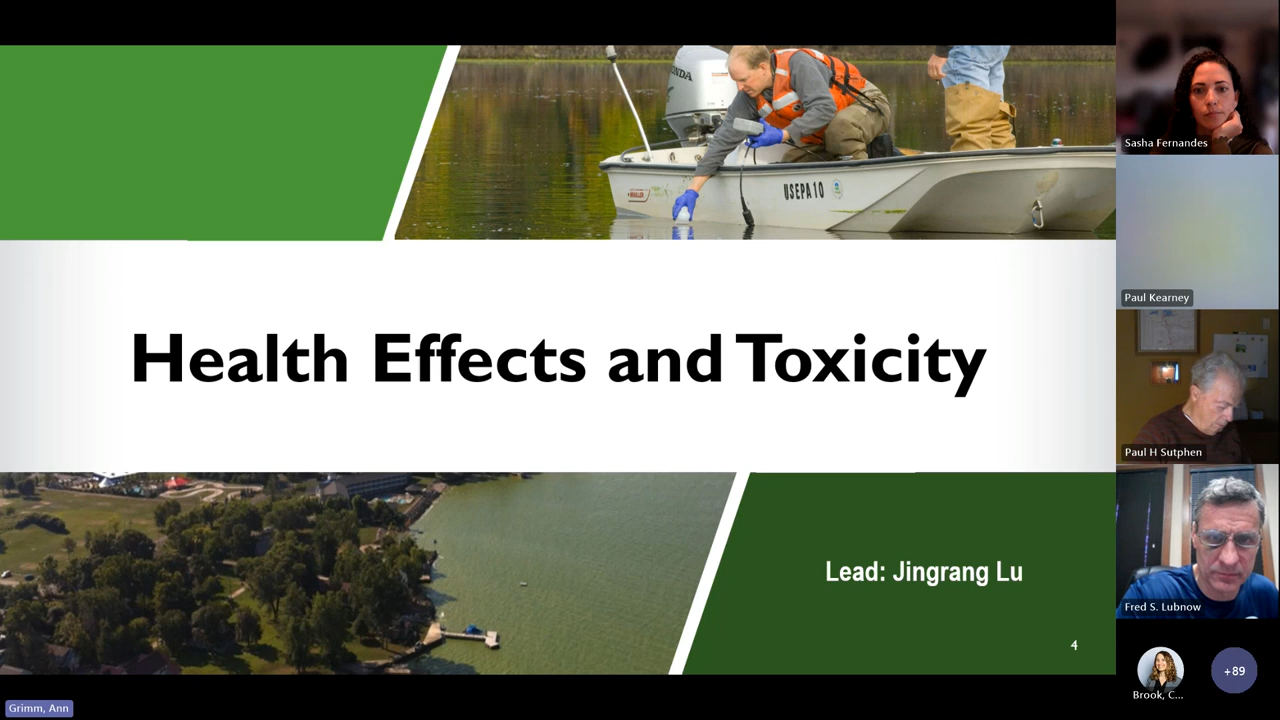 HONDA
USEPA 10
Health Effects and Toxicity
Lead: Jingrang Lu
4
Grimm, Ann
Sasha Fernandes
Paul Kearney
Paul H Sutphen
Fred S. Lubnow
Brook, C...
+89